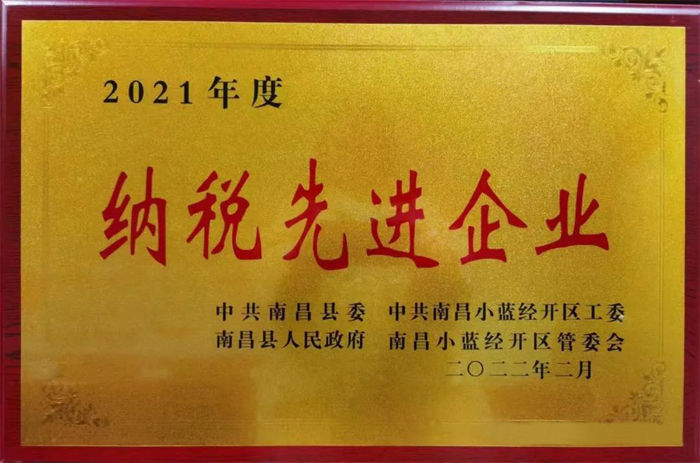 2021年度
纳税先进企业
中共南昌县委 中共南昌小蓝经开区工委
南昌县人民政府 南昌小蓝经开区管委会
二〇二二年二月